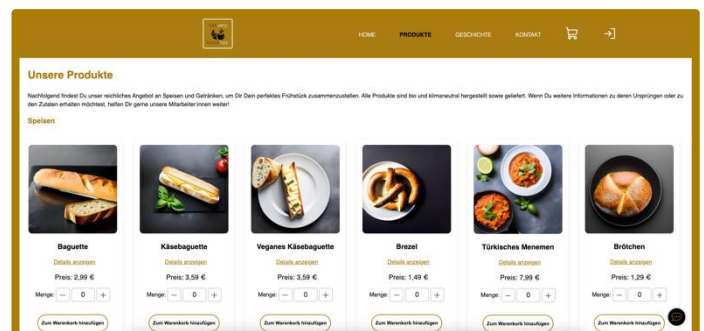 HOME PRODUKTE GESCHICHTE KONTAKT
Unsere Produkte
Nachfolgend findest Du unser reichliches Angebot an Speisen und Getränken, um Dir Dein perfektes Frühstück zusammenzustellen. Alle Produkte sind bio und klimaneutral hergestellt sowie geliefert. Wenn Du weitere Informationen zu deren Ursprüngen oder zu
den Zutaten erhalten möchtest, helfen Dir gerne unsere Mitarbeiter:innen weiter!
Speisen
Baguette Käsebaguette Veganes Käsebaguette Brezel Türkisches Menemen Brötchen
Details anzeigen Details anzeigen Details anzeigen Details anzeigen Details anzeigen Details anzeigen
Preis: 2,99 € Preis: 3,59 € Preis: 3,59 € Preis: 1,49 € Preis: 7,99 € Preis: 1,29 €
Menge: − 0 + Menge: − 0 + Menge: − 0 + Menge: − 0 + Menge: − 0 + Menge: − 0 +
Zum Warenkorb hinzufügen Zum Warenkorb hinzufügen Zum Warenkorb hinzufügen Zum Warenkorb hinzufügen Zum Warenkorb hinzufügen Zum Warenkorb hinzufügen